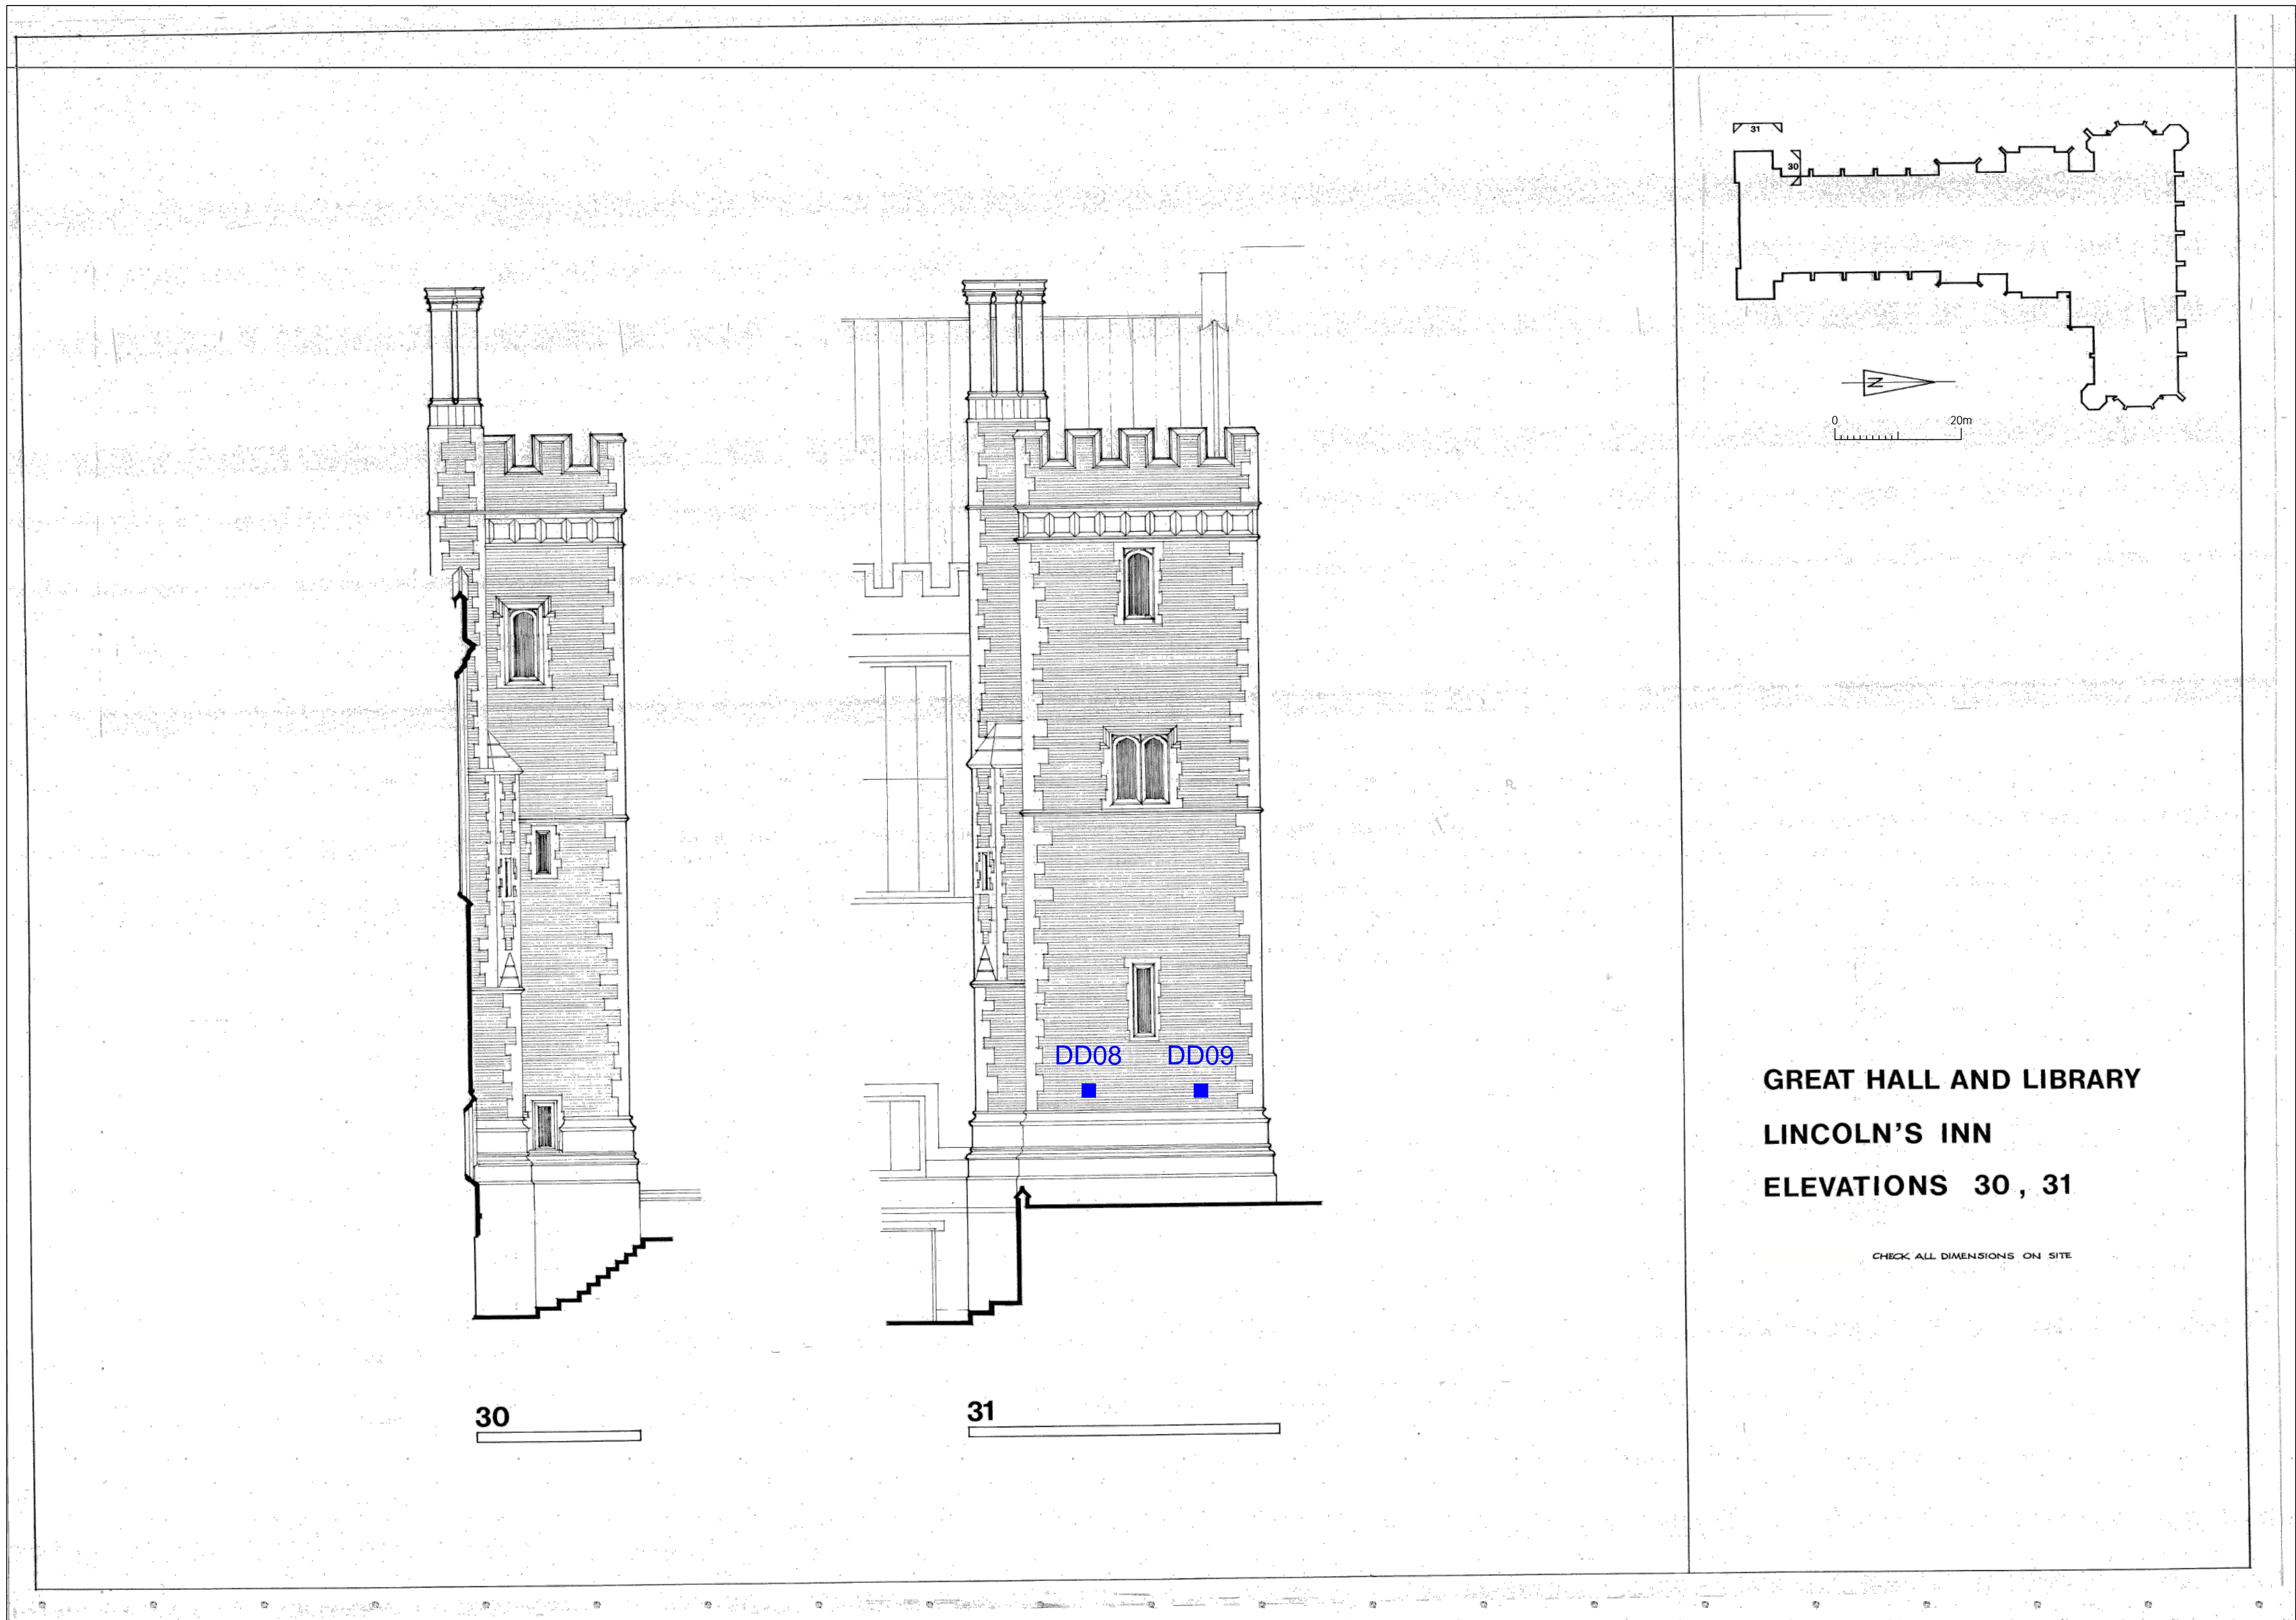 31
30
N
0 20m
DD08 DD09
GREAT HALL AND LIBRARY
LINCOLN'S INN
ELEVATIONS 30, 31
CHECK ALL DIMENSIONS ON SITE
30
31